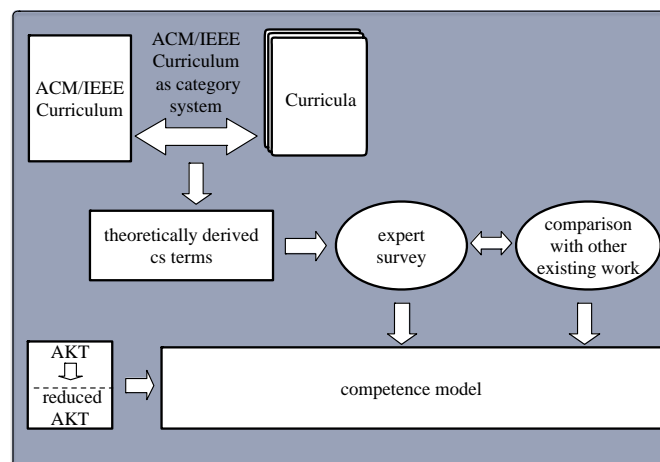 ACM/IEEE
Curriculum
ACM/IEEE
Curriculum
as category
system
Curricula
theoretically derived
cs terms
expert
survey
comparison
with other
existing work
AKT
reduced
AKT
competence model